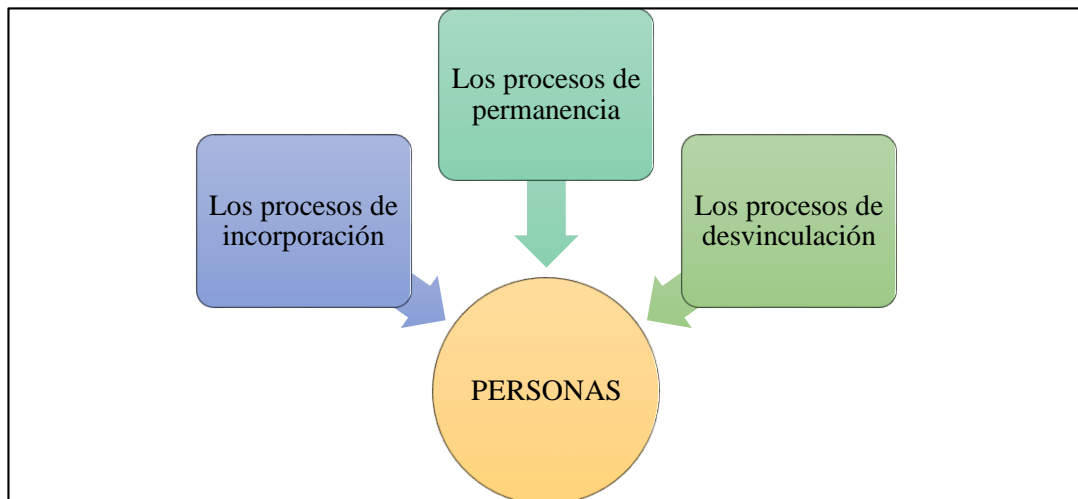 Los procesos de
permanencia
Los procesos de
incorporación
Los procesos de
desvinculación
PERSONAS